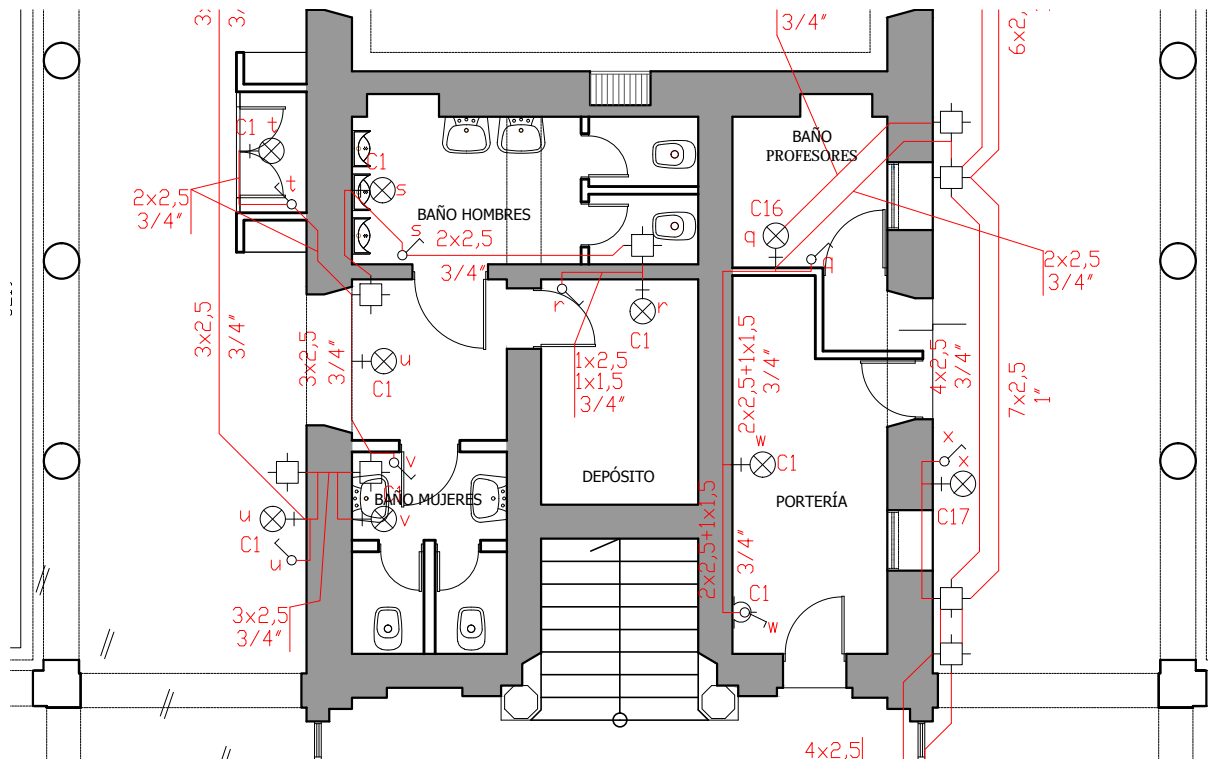 3/4"
6x2,5
C1
t
t
2x2,5
3/4"
C1
s
BAÑO HOMBRES
s
2x2,5
3/4"
BAÑO
PROFESORES
C16
q
q
2x2,5
3/4"
3x2,5
3/4"
3x2,5
3/4"
u
C1
r
r
C1
1x2,5
1x1,5
3/4"
2x2,5+1x1,5
3/4"
4x2,5
3/4"
7x2,5
1"
w
C1
x
x
C17
v
C1
DEPÓSITO
BAÑO MUJERES
v
PORTERÍA
u
C1
u
2x2,5+1x1,5
3/4"
3x2,5
3/4"
C1
w
4x2,5